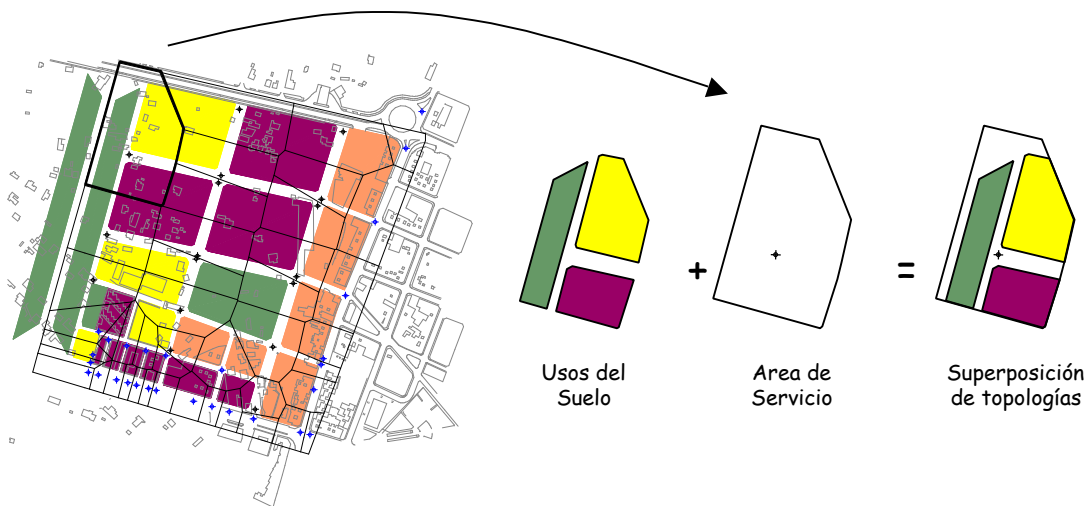 +
=
Usos del
Suelo
Area de
Servicio
Superposición
de topologías